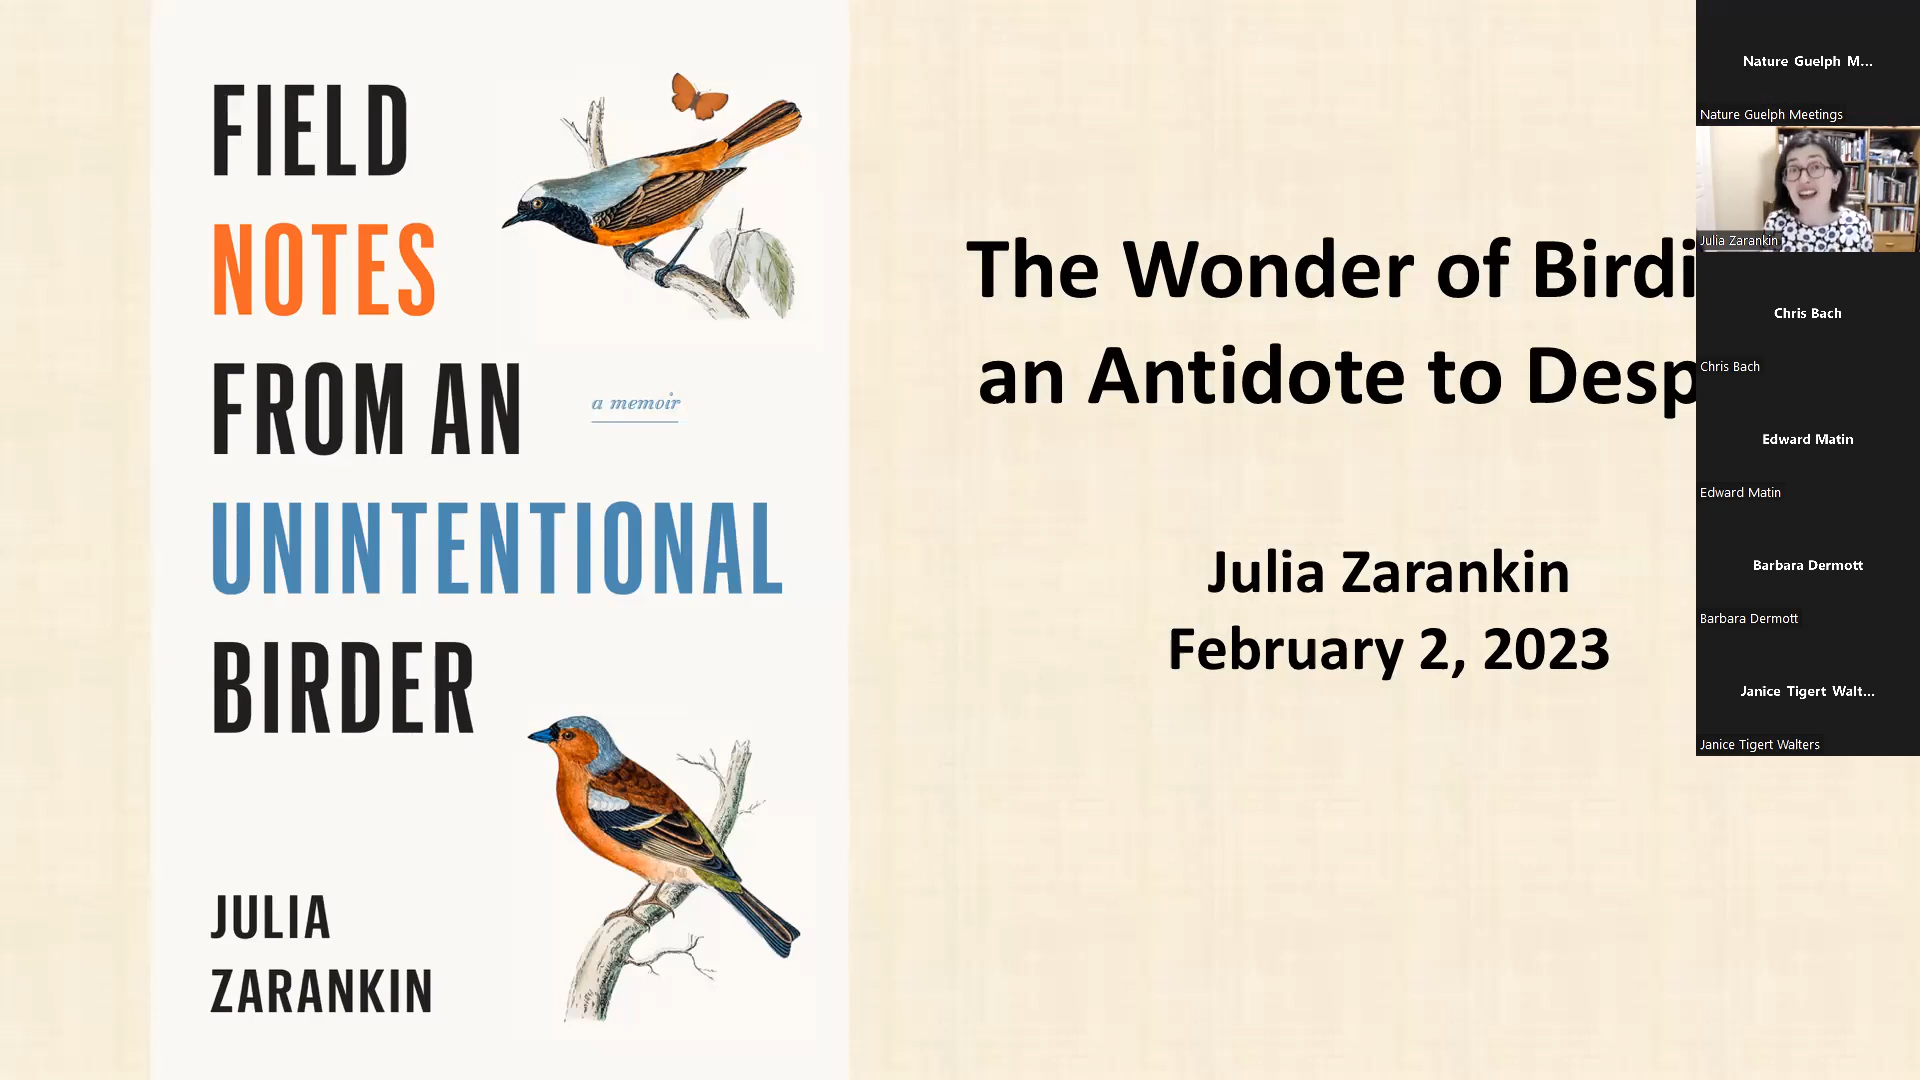 FIELD
NOTES
FROM AN
a memoir
UNINTENTIONAL
BIRDER
JULIA
ZARANKIN
The Wonder of Birdi
an Antidote to Desp
Julia Zarankin
February 2, 2023
Nature Guelph M...
Nature Guelph Meetings
Julia Zarankin
Chris Bach
Chris Bach
Edward Matin
Edward Matin
Barbara Dermott
Barbara Dermott
Janice Tigert Walt...
Janice Tigert Walters